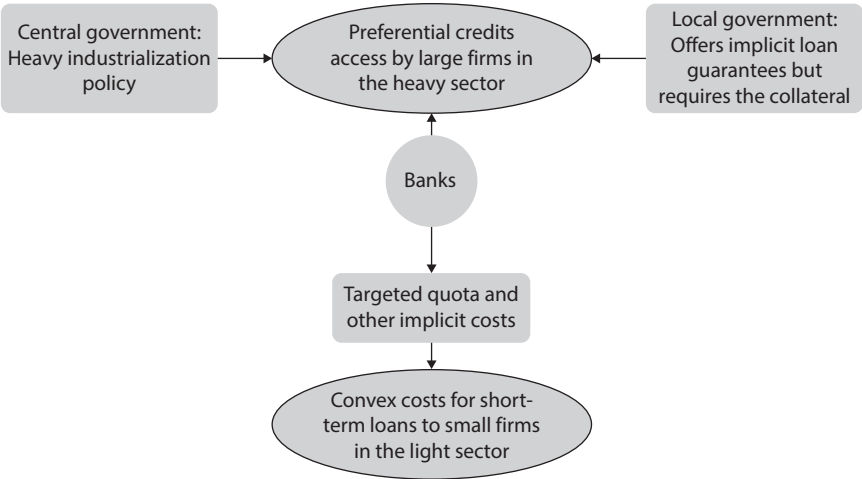 Central government:
Heavy industrialization
policy
Preferential credits
access by large firms in
the heavy sector
Local government:
Offers implicit loan
guarantees but
requires the collateral
Banks
Targeted quota and
other implicit costs
Convex costs for short-
term loans to small firms
in the light sector